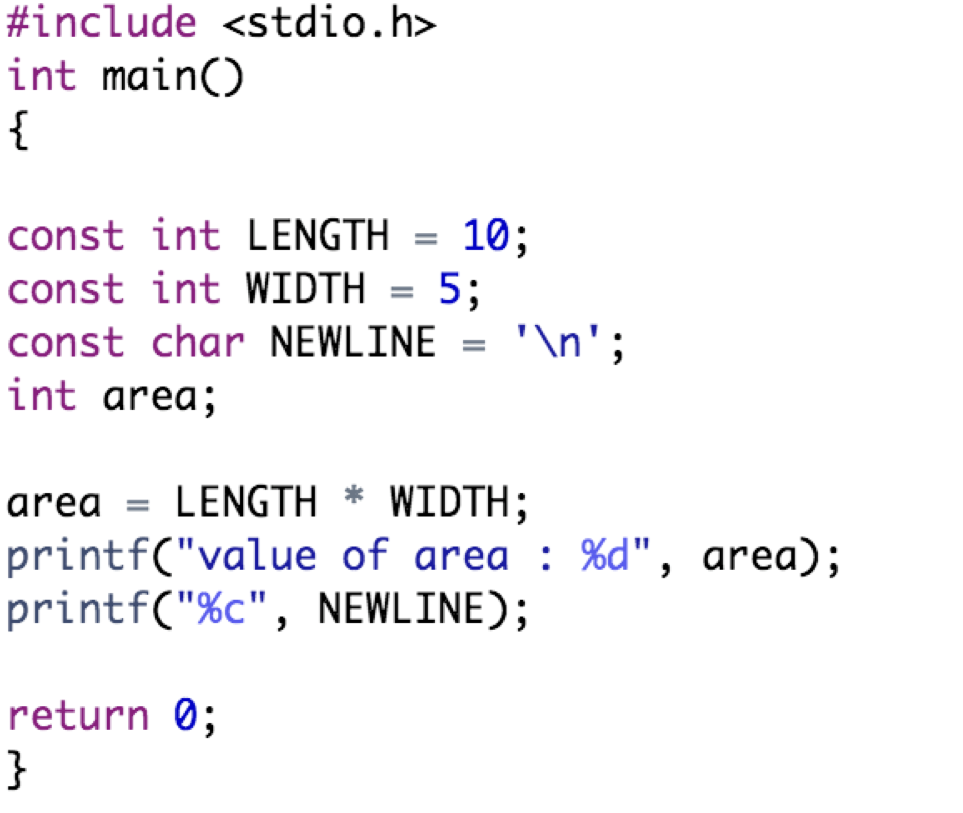 #include <stdio.h>
int main()
{
const int LENGTH = 10;
const int WIDTH = 5;
const char NEWLINE = '\n';
int area;
area = LENGTH * WIDTH;
printf("value of area : %d", area);
printf("%c", NEWLINE);
return 0;
}